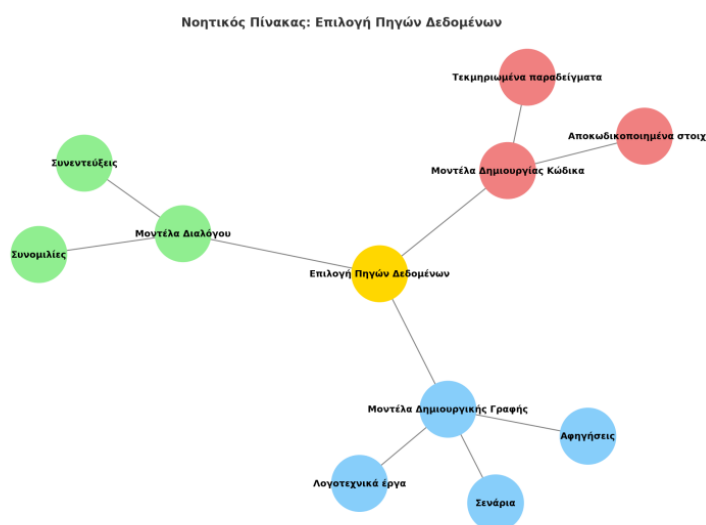 Νοητικός Πίνακας: Επιλογή Πηγών Δεδομένων
Τεκμηριωμένα παραδείγματα
Αποκωδικοποιημένα στοιχ
Συνεντεύξεις
Μοντέλα Δημιουργίας Κώδικα
Μοντέλα Διαλόγου
Συνομιλίες
Επιλογή Πηγών Δεδομένων
Μοντέλα Δημιουργικής Γραφής
Αφηγήσεις
Λογοτεχνικά έργα
Σενάρια